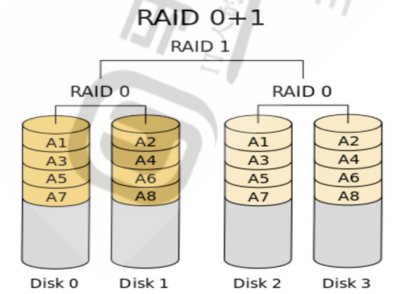 RAID 0+1
RAID 1
RAID 0 RAID 0
A1 A2 A1 A2
A3 A4 A3 A4
A5 A6 A5 A6
A7 A8 A7 A8
Disk 0 Disk 1 Disk 2 Disk 3